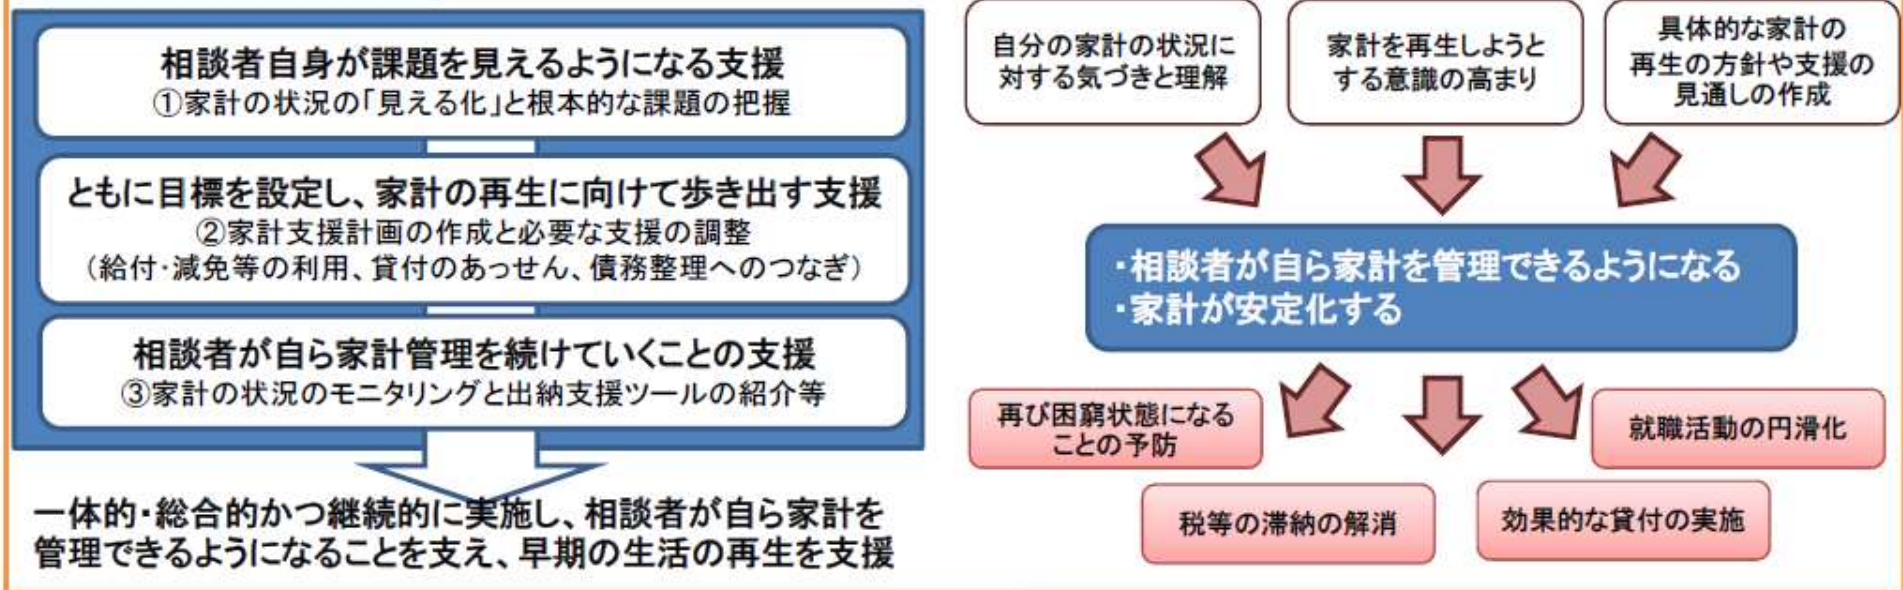 相談者自身が課題を見えるようになる支援
①家計の状況の「見える化」と根本的な課題の把握
ともに目標を設定し、家計の再生に向けて歩き出す支援
②家計支援計画の作成と必要な支援の調整
（給付･減免等の利用、貸付のあっせん、債務整理へのつなぎ）
相談者が自ら家計管理を続けていくことの支援
③家計の状況のモニタリングと出納支援ツールの紹介等
一体的･総合的かつ継続的に実施し、相談者が自ら家計を
管理できるようになることを支え、早期の生活の再生を支援
自分の家計の状況に
対する気づきと理解
家計を再生しようと
する意識の高まり
具体的な家計の
再生の方針や支援の
見通しの作成
･相談者が自ら家計を管理できるようになる
･家計が安定化する
再び困窮状態になる
ことの予防
税等の滞納の解消
効果的な貸付の実施
就職活動の円滑化